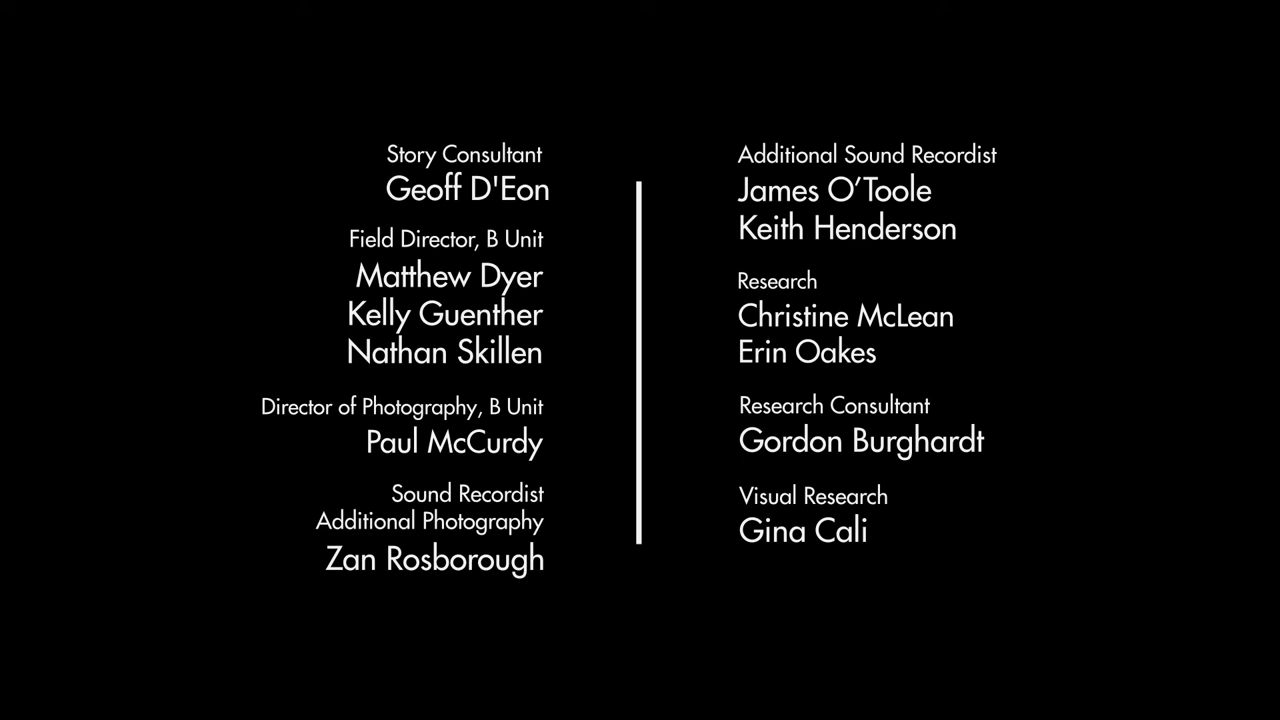 Story Consultant
Geoff D'Eon
Field Director, B Unit
Matthew Dyer
Kelly Guenther
Nathan Skillen
Director of Photography, B Unit
Paul McCurdy
Sound Recordist
Additional Photography
Zan Rosborough
Additional Sound Recordist
James O’Toole
Keith Henderson
Research
Christine McLean
Erin Oakes
Research Consultant
Gordon Burghardt
Visual Research
Gina Cali